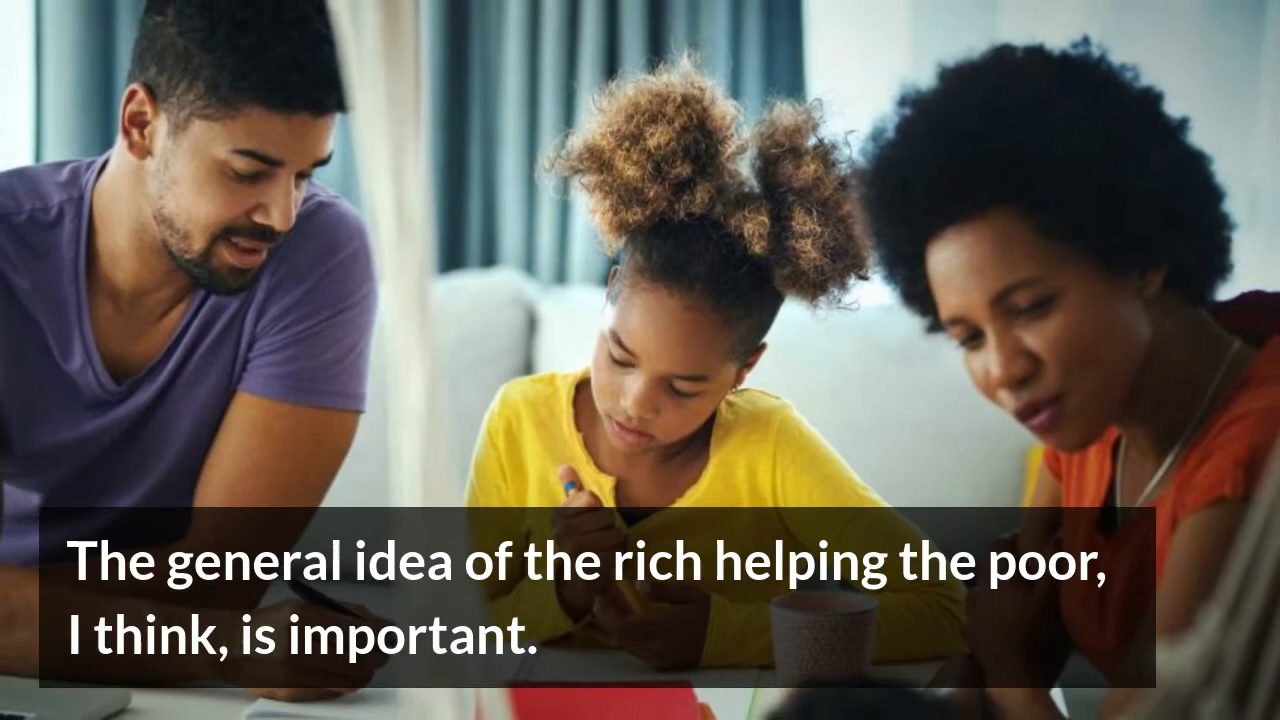 The general idea of the rich helping the poor,
I think, is important.